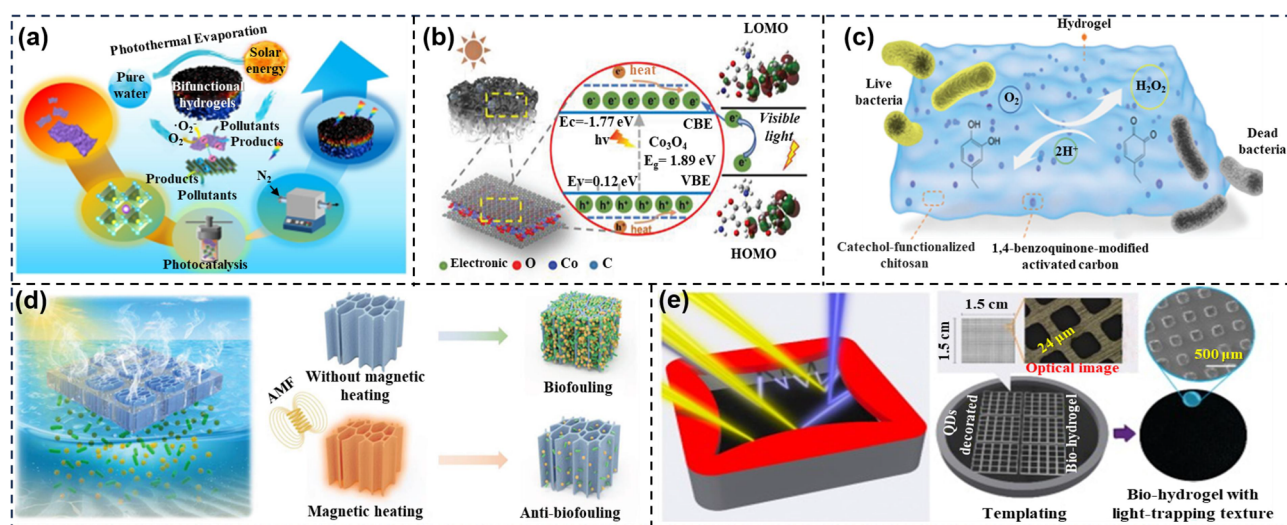 (a)
Photothermal Evaporation
Solar
energy
Pure
water
Bifunctional
hydrogels
·O₂⁻
O₂
Pollutants
Products
Products
Pollutants
N₂
Photocatalysis
(b)
heat
e⁻
e⁻ e⁻ e⁻ e⁻ e⁻ e⁻
Ec=-1.77 eV
CBE
hv
Co₃O₄
Eg= 1.89 eV
Ev=0.12 eV
VBE
h⁺ h⁺ h⁺ h⁺ h⁺ h⁺
h⁺
heat
LOMO
e⁻
Visible
light
e⁻
HOMO
Electronic O Co C
(c)
Hydrogel
Live
bacteria
O₂
H₂O₂
OH
OH
2H⁺
O
O
Dead
bacteria
Catechol-functionalized
chitosan
1,4-benzoquinone-modified
activated carbon
(d)
Without magnetic
heating
AMF
Magnetic heating
Biofouling
Anti-biofouling
(e)
1.5 cm
1.5 cm
24 μm
Optical image
QDs
decorated
Bio-hydrogel
Templating
500 μm
Bio-hydrogel with
light-trapping texture